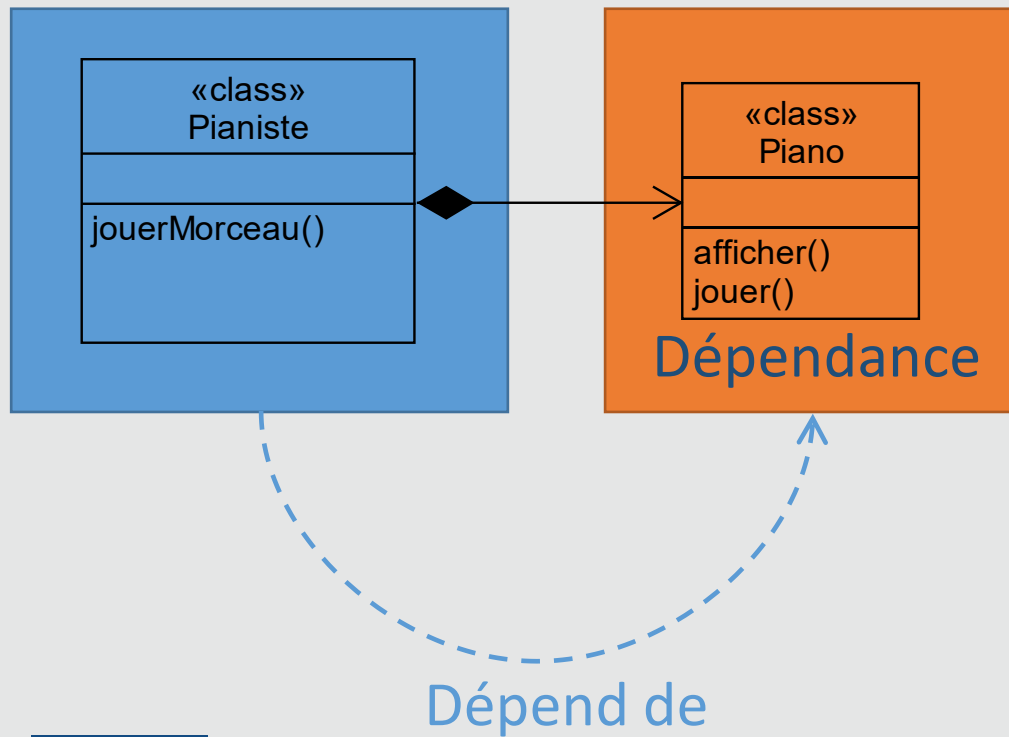 «class»
Pianiste
jouerMorceau()
«class»
Piano
afficher()
jouer()
Dépendance
Dépend de